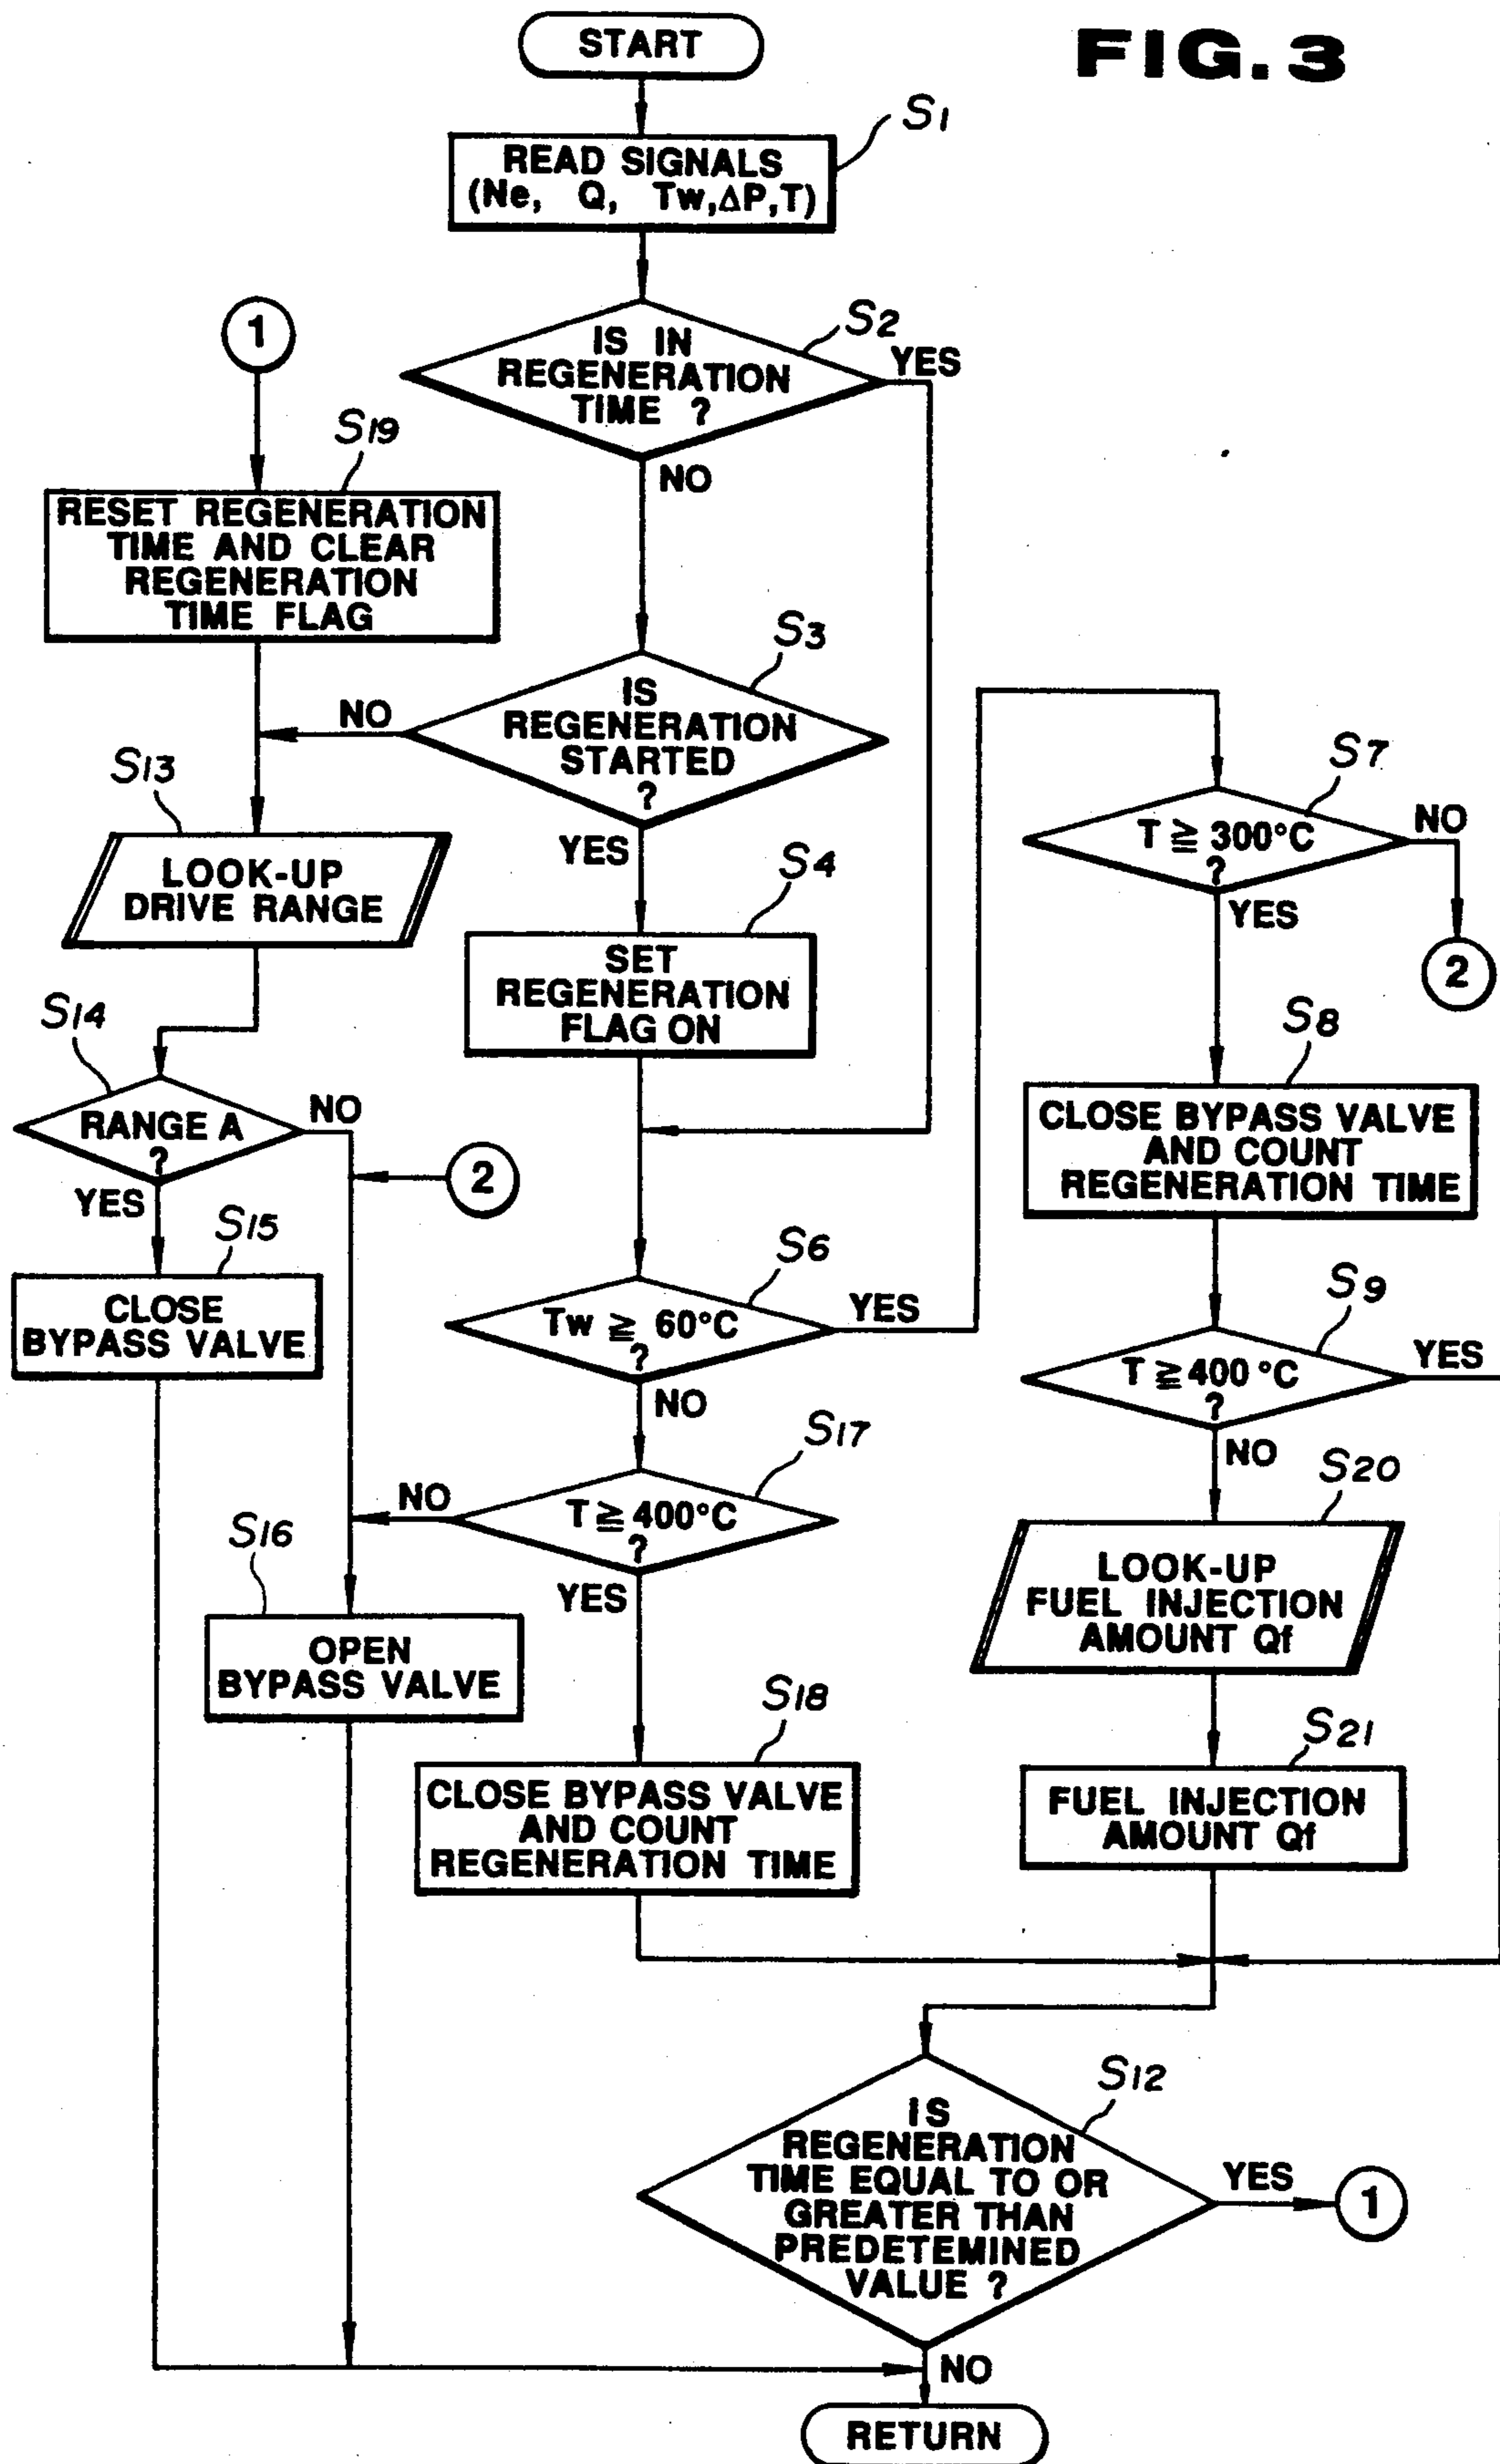 START
FIG. 3
S1
READ SIGNALS
(Ne, Q, Tw, ΔP, T)
1
S2
IS IN
REGENERATION
TIME ?
YES
NO
S19
RESET REGENERATION
TIME AND CLEAR
REGENERATION
TIME FLAG
S3
IS
REGENERATION
STARTED
?
NO
YES
S13
LOOK-UP
DRIVE RANGE
S4
SET
REGENERATION
FLAG ON
S7
T ≧ 300°C
?
NO
YES
2
S14
RANGE A
?
NO
YES
2
S8
CLOSE BYPASS VALVE
AND COUNT
REGENERATION TIME
S15
CLOSE
BYPASS VALVE
S6
Tw ≧ 60°C
?
YES
NO
S9
T ≧ 400 °C
?
YES
NO
S17
T ≧ 400°C
?
NO
YES
S16
OPEN
BYPASS VALVE
S20
LOOK-UP
FUEL INJECTION
AMOUNT Qf
S18
CLOSE BYPASS VALVE
AND COUNT
REGENERATION TIME
S21
FUEL INJECTION
AMOUNT Qf
S12
IS
REGENERATION
TIME EQUAL TO OR
GREATER THAN
PREDETEMINED
VALUE ?
YES
1
NO
RETURN